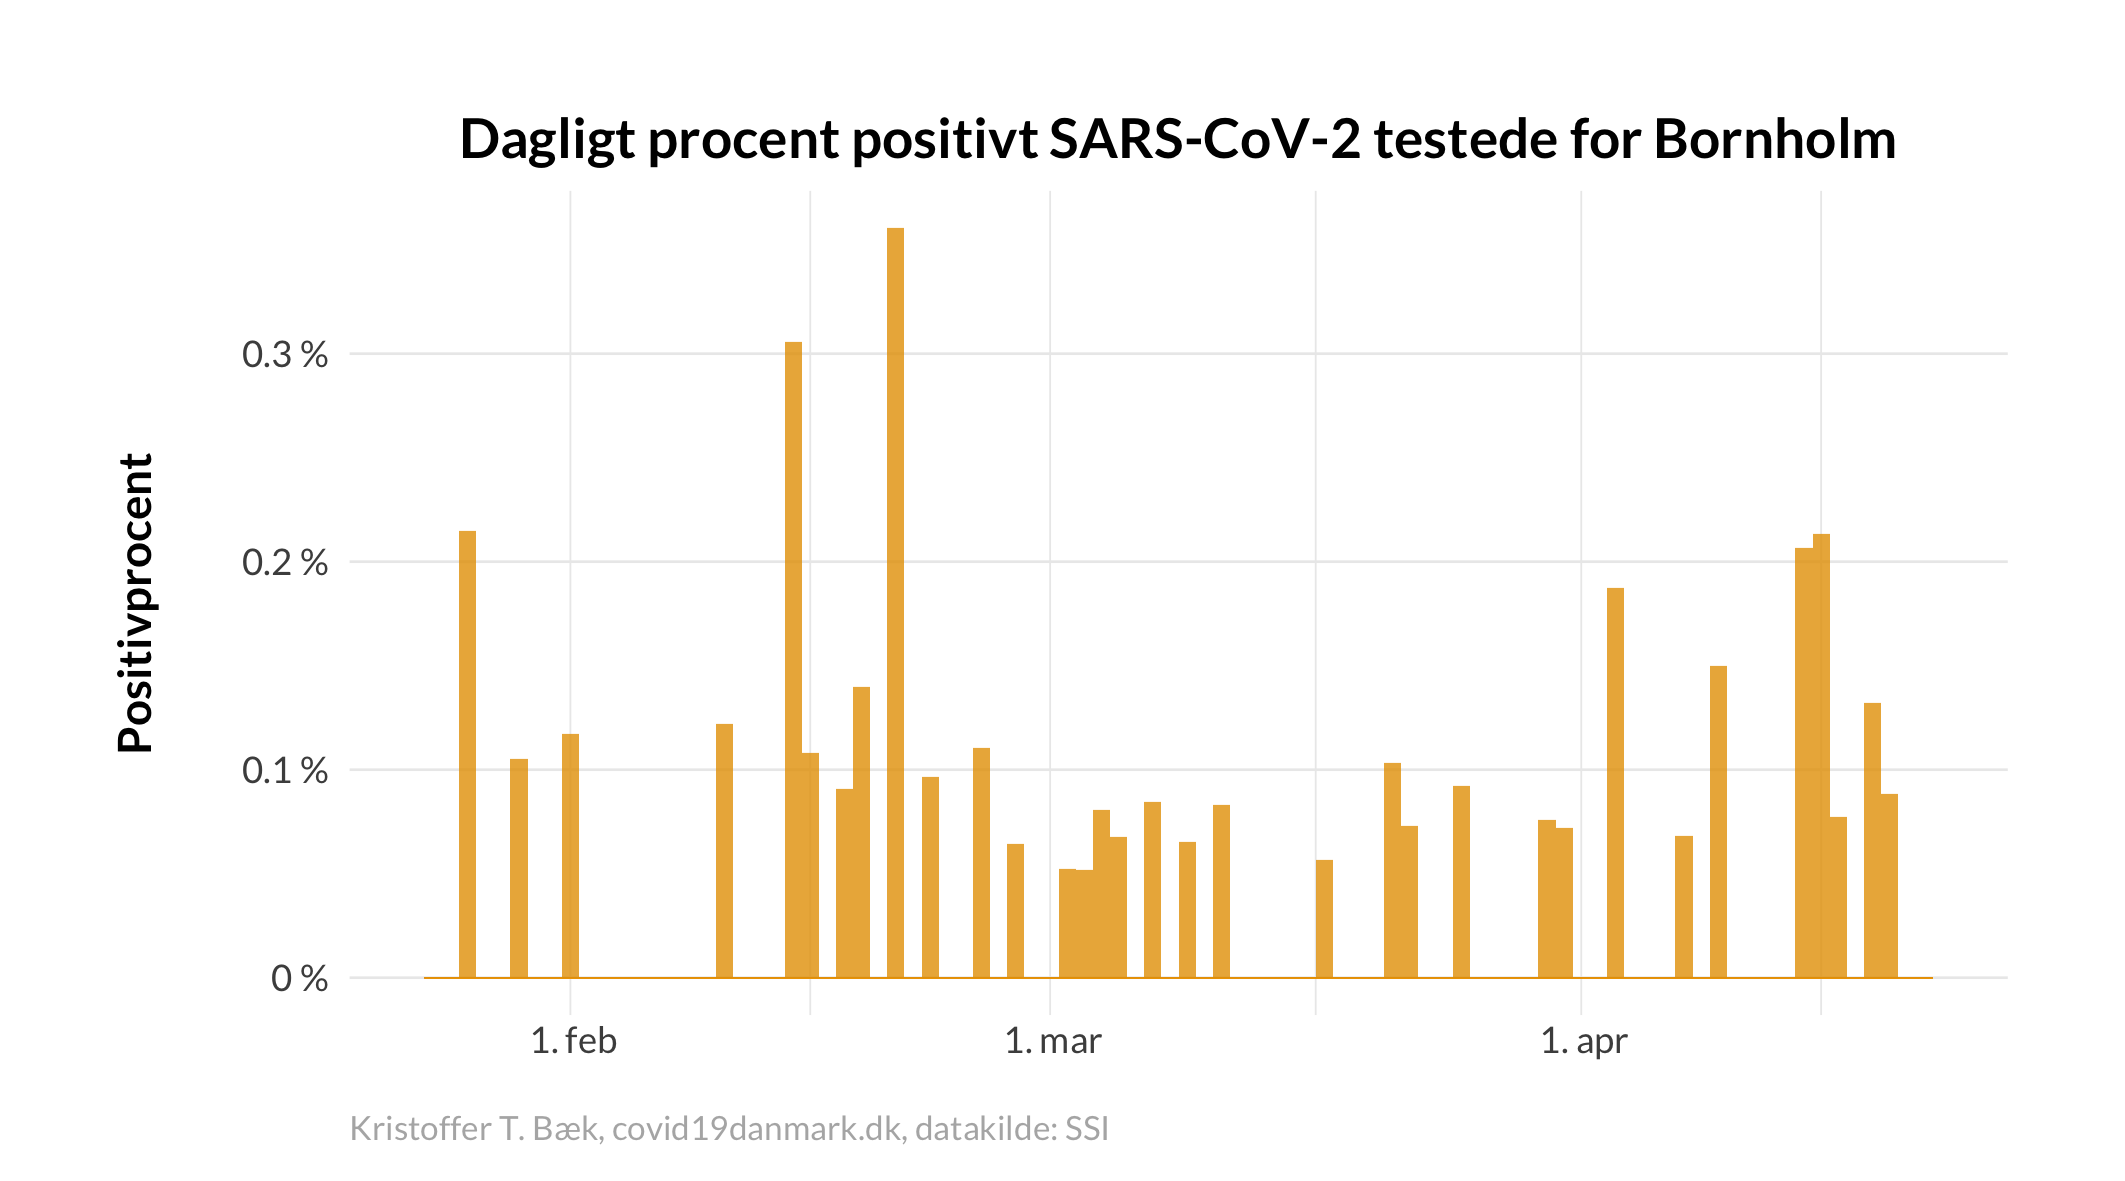 Dagligt procent positivt SARS-CoV-2 testede for Bornholm
Positivprocent
0.3 %
0.2 %
0.1 %
0 %
1. feb
1. mar
1. apr
Kristoffer T. Bæk, covid19danmark.dk, datakilde: SSI